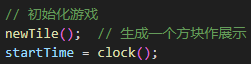 // 初始化游戏
newTile();  // 生成一个方块作展示
startTime = clock();